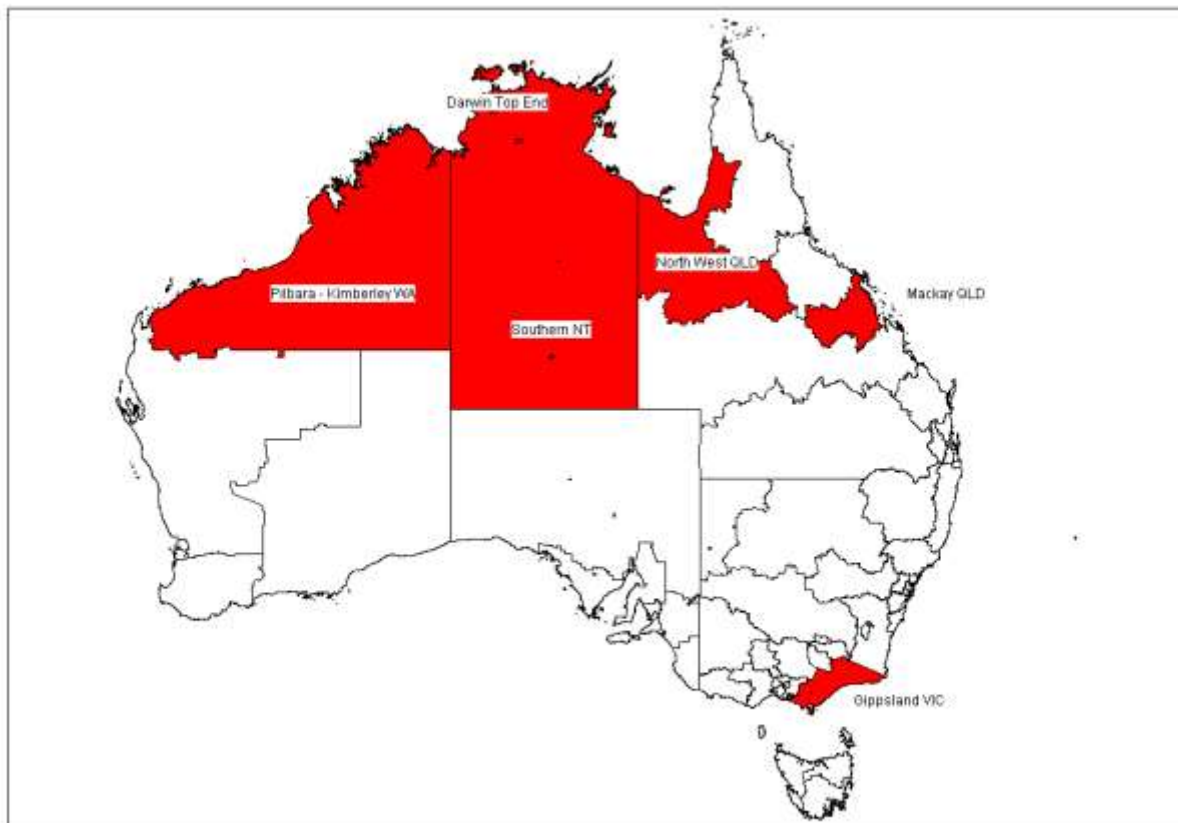 Darwin Top End
North West QLD
Pilbara - Kimberley WA
Mackay QLD
Southern NT
Gippsland VIC